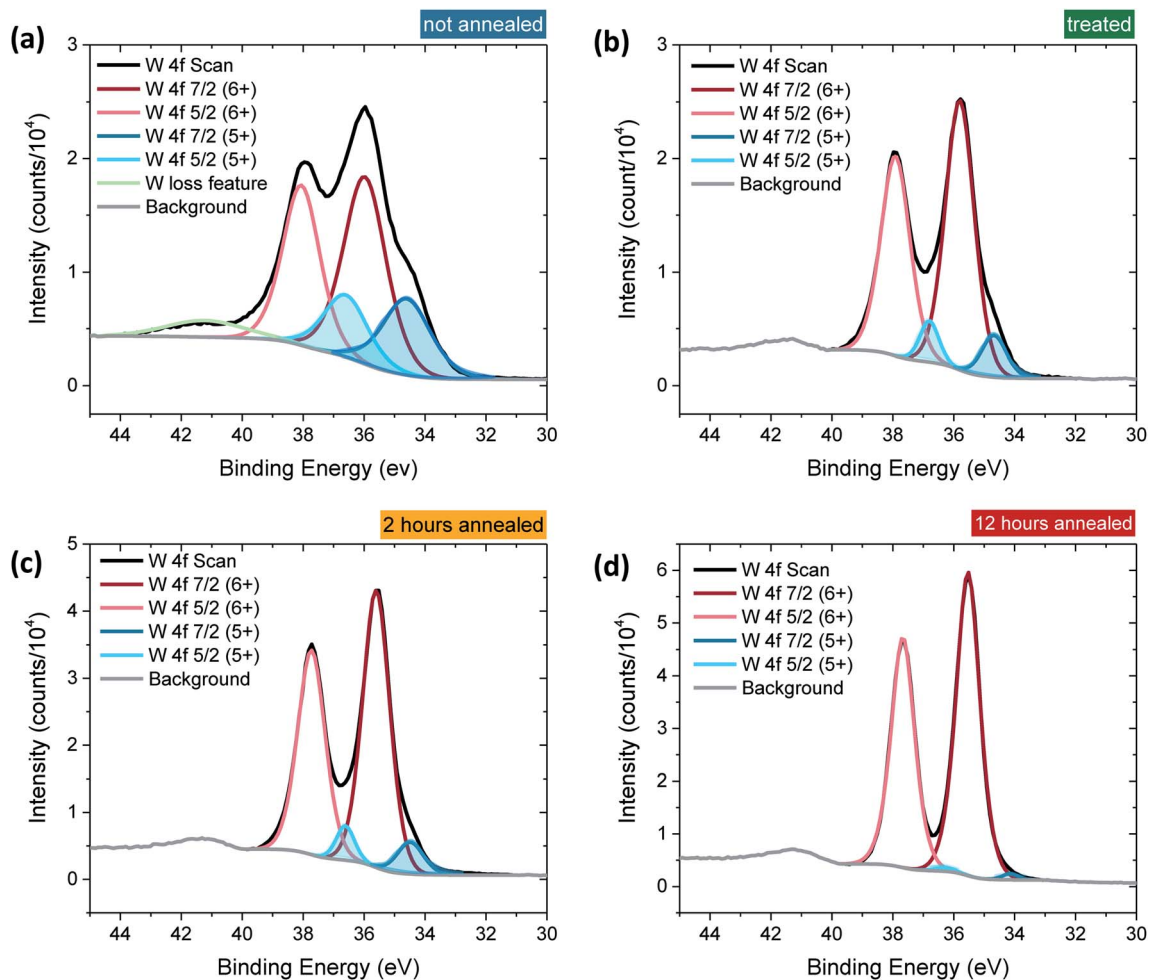 not annealed
(a)
3
2
1
0
Intensity (counts/10⁴)
W 4f Scan
W 4f 7/2 (6+)
W 4f 5/2 (6+)
W 4f 7/2 (5+)
W 4f 5/2 (5+)
W loss feature
Background
44 42 40 38 36 34 32 30
Binding Energy (ev)
treated
(b)
3
2
1
0
Intensity (count/10⁴)
W 4f Scan
W 4f 7/2 (6+)
W 4f 5/2 (6+)
W 4f 7/2 (5+)
W 4f 5/2 (5+)
Background
44 42 40 38 36 34 32 30
Binding Energy (eV)
2 hours annealed
(c)
5
4
3
2
1
0
Intensity (counts/10⁴)
W 4f Scan
W 4f 7/2 (6+)
W 4f 5/2 (6+)
W 4f 7/2 (5+)
W 4f 5/2 (5+)
Background
44 42 40 38 36 34 32 30
Binding Energy (eV)
12 hours annealed
(d)
6
5
4
3
2
1
0
Intensity (counts/10⁴)
W 4f Scan
W 4f 7/2 (6+)
W 4f 5/2 (6+)
W 4f 7/2 (5+)
W 4f 5/2 (5+)
Background
44 42 40 38 36 34 32 30
Binding Energy (eV)